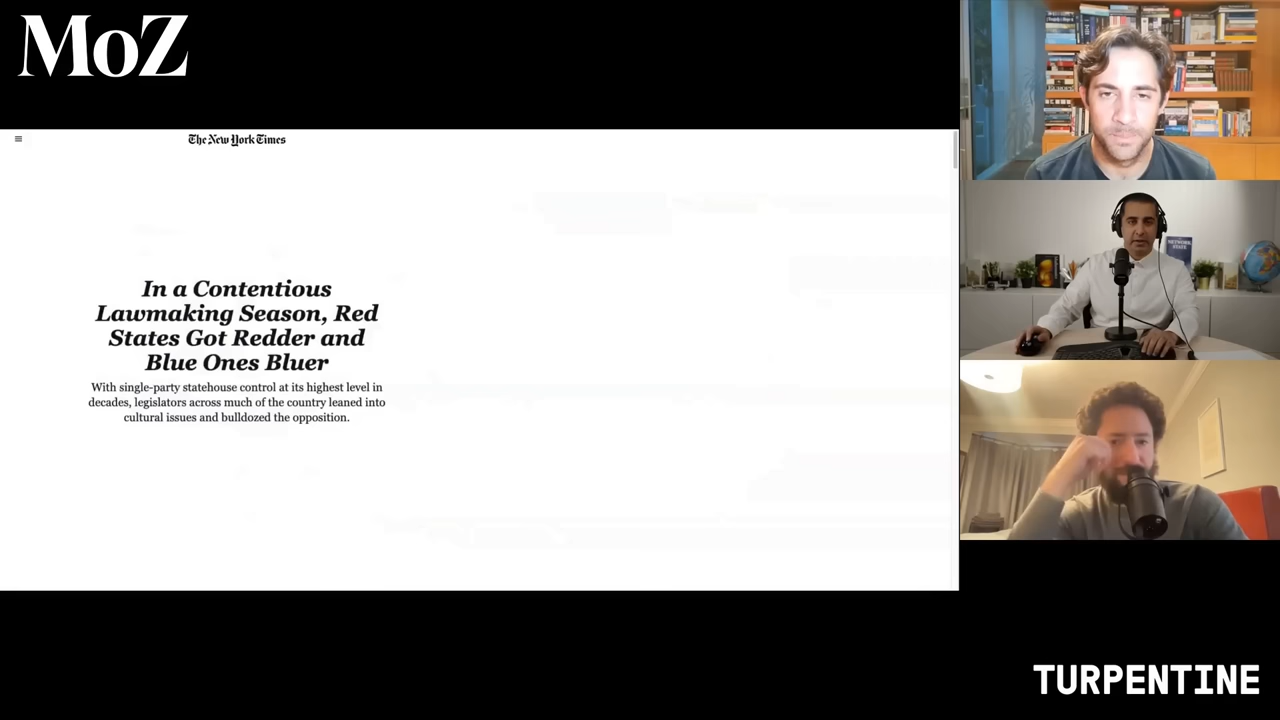 MoZ
The New York Times
In a Contentious
Lawmaking Season, Red
States Got Redder and
Blue Ones Bluer
With single-party statehouse control at its highest level in
decades, legislators across much of the country leaned into
cultural issues and bulldozed the opposition.
NETWORK
STATE
TURPENTINE